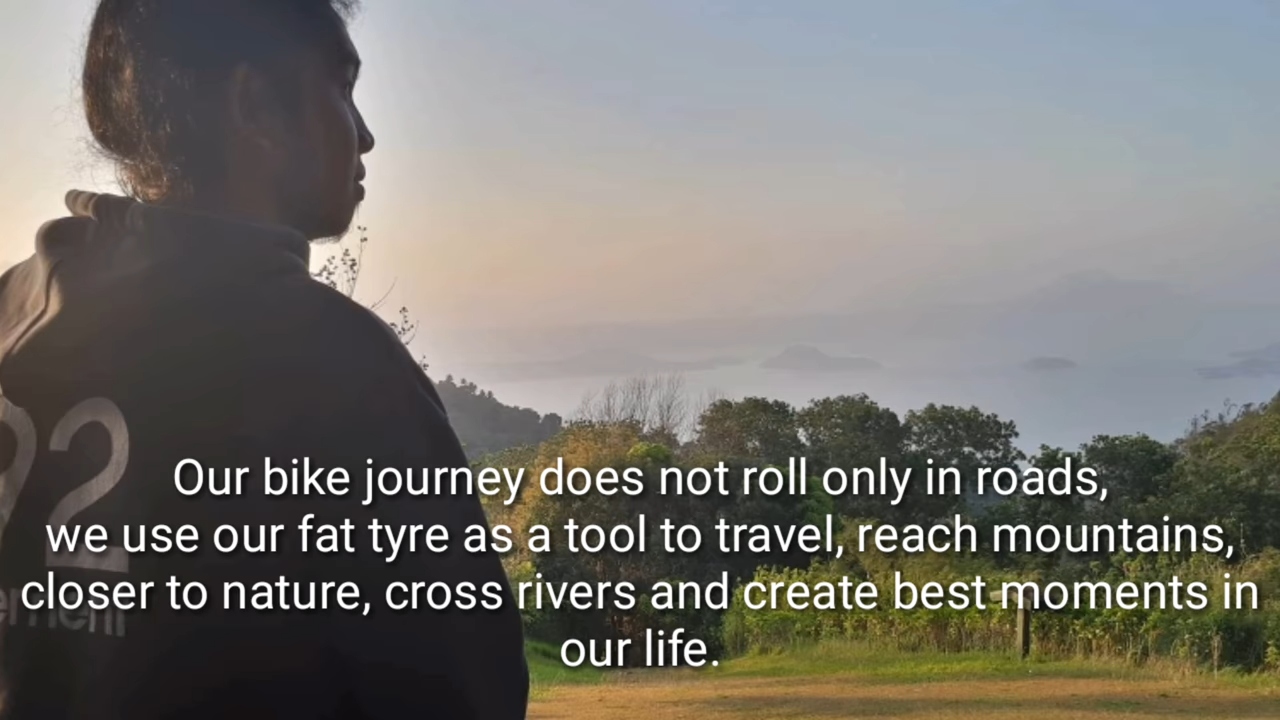 Our bike journey does not roll only in roads,
we use our fat tyre as a tool to travel, reach mountains,
closer to nature, cross rivers and create best moments in
our life.
92